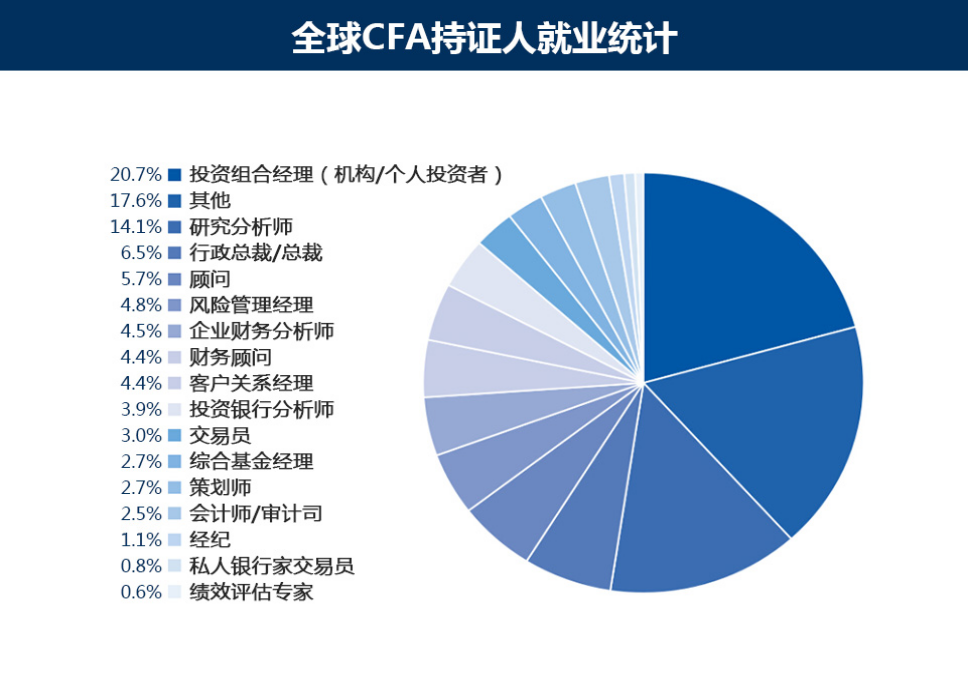 全球CFA持证人就业统计
20.7% 投资组合经理（机构/个人投资者）
17.6% 其他
14.1% 研究分析师
6.5% 行政总裁/总裁
5.7% 顾问
4.8% 风险管理经理
4.5% 企业财务分析师
4.4% 财务顾问
4.4% 客户关系经理
3.9% 投资银行分析师
3.0% 交易员
2.7% 综合基金经理
2.7% 策划师
2.5% 会计师/审计司
1.1% 经纪
0.8% 私人银行家交易员
0.6% 绩效评估专家